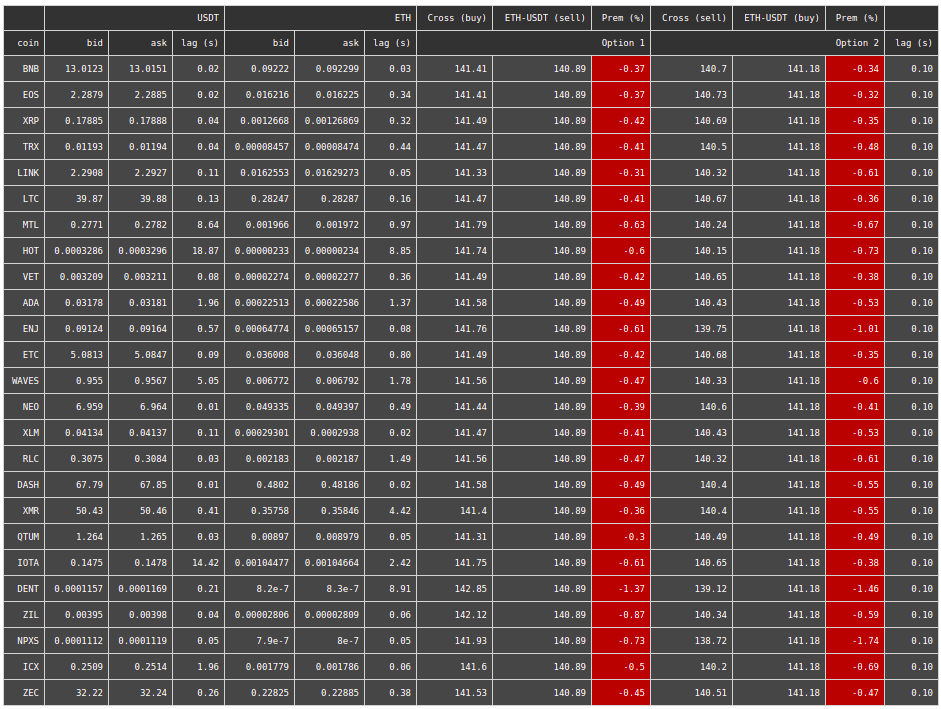 USDT ETH Cross (buy) ETH-USDT (sell) Prem (%) Cross (sell) ETH-USDT (buy) Prem (%)
coin bid ask lag (s) bid ask lag (s) Option 1 Option 2 lag (s)
BNB 13.0123 13.0151 0.02 0.09222 0.092299 0.03 141.41 140.89 -0.37 140.7 141.18 -0.34 0.10
EOS 2.2879 2.2885 0.02 0.016216 0.016225 0.34 141.41 140.89 -0.37 140.73 141.18 -0.32 0.10
XRP 0.17885 0.17888 0.04 0.0012668 0.00126869 0.32 141.49 140.89 -0.42 140.69 141.18 -0.35 0.10
TRX 0.01193 0.01194 0.04 0.00008457 0.00008474 0.44 141.47 140.89 -0.41 140.5 141.18 -0.48 0.10
LINK 2.2908 2.2927 0.11 0.0162553 0.01629273 0.05 141.33 140.89 -0.31 140.32 141.18 -0.61 0.10
LTC 39.87 39.88 0.13 0.28247 0.28287 0.16 141.47 140.89 -0.41 140.67 141.18 -0.36 0.10
MTL 0.2771 0.2782 8.64 0.001966 0.001972 0.97 141.79 140.89 -0.63 140.24 141.18 -0.67 0.10
HOT 0.0003286 0.0003296 18.87 0.00000233 0.00000234 8.85 141.74 140.89 -0.6 140.15 141.18 -0.73 0.10
VET 0.003209 0.003211 0.08 0.00002274 0.00002277 0.36 141.49 140.89 -0.42 140.65 141.18 -0.38 0.10
ADA 0.03178 0.03181 1.96 0.00022513 0.00022586 1.37 141.58 140.89 -0.49 140.43 141.18 -0.53 0.10
ENJ 0.09124 0.09164 0.57 0.00064774 0.00065157 0.08 141.76 140.89 -0.61 139.75 141.18 -1.01 0.10
ETC 5.0813 5.0847 0.09 0.036008 0.036048 0.80 141.49 140.89 -0.42 140.68 141.18 -0.35 0.10
WAVES 0.955 0.9567 5.05 0.006772 0.006792 1.78 141.56 140.89 -0.47 140.33 141.18 -0.6 0.10
NEO 6.959 6.964 0.01 0.049335 0.049397 0.49 141.44 140.89 -0.39 140.6 141.18 -0.41 0.10
XLM 0.04134 0.04137 0.11 0.00029301 0.0002938 0.02 141.47 140.89 -0.41 140.43 141.18 -0.53 0.10
RLC 0.3075 0.3084 0.03 0.002183 0.002187 1.49 141.56 140.89 -0.47 140.32 141.18 -0.61 0.10
DASH 67.79 67.85 0.01 0.4802 0.48186 0.02 141.58 140.89 -0.49 140.4 141.18 -0.55 0.10
XMR 50.43 50.46 0.41 0.35758 0.35846 4.42 141.4 140.89 -0.36 140.4 141.18 -0.55 0.10
QTUM 1.264 1.265 0.03 0.00897 0.008979 0.05 141.31 140.89 -0.3 140.49 141.18 -0.49 0.10
IOTA 0.1475 0.1478 14.42 0.00104477 0.00104664 2.42 141.75 140.89 -0.61 140.65 141.18 -0.38 0.10
DENT 0.0001157 0.0001169 0.21 8.2e-7 8.3e-7 8.91 142.85 140.89 -1.37 139.12 141.18 -1.46 0.10
ZIL 0.00395 0.00398 0.04 0.00002806 0.00002809 0.06 142.12 140.89 -0.87 140.34 141.18 -0.59 0.10
NPXS 0.0001112 0.0001119 0.05 7.9e-7 8e-7 0.05 141.93 140.89 -0.73 138.72 141.18 -1.74 0.10
ICX 0.2509 0.2514 1.96 0.001779 0.001786 0.06 141.6 140.89 -0.5 140.2 141.18 -0.69 0.10
ZEC 32.22 32.24 0.26 0.22825 0.22885 0.38 141.53 140.89 -0.45 140.51 141.18 -0.47 0.10